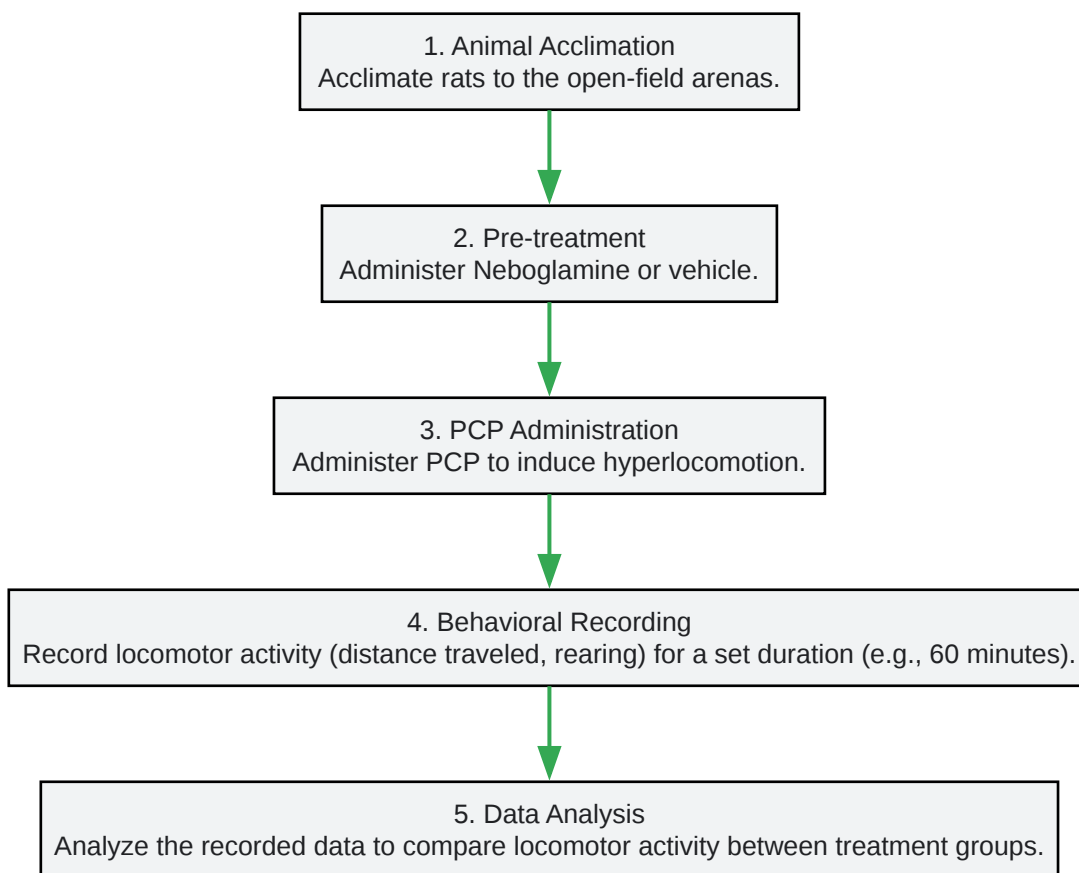 1. Animal Acclimation
Acclimate rats to the open-field arenas.
2. Pre-treatment
Administer Neboglamine or vehicle.
3. PCP Administration
Administer PCP to induce hyperlocomotion.
4. Behavioral Recording
Record locomotor activity (distance traveled, rearing) for a set duration (e.g., 60 minutes).
5. Data Analysis
Analyze the recorded data to compare locomotor activity between treatment groups.